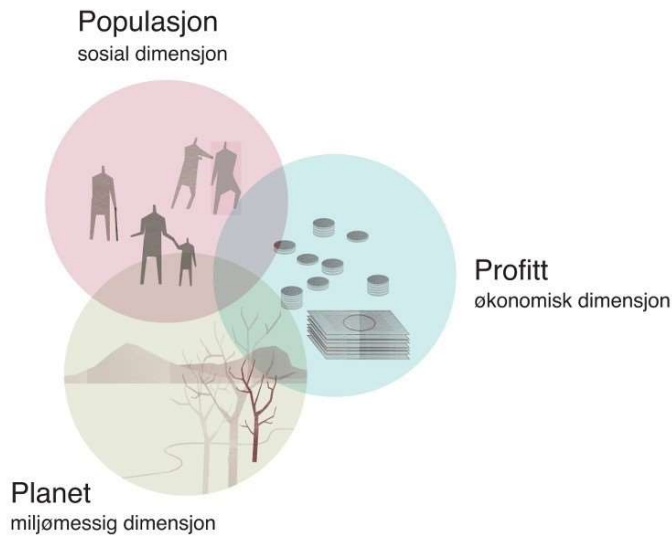 Populasjon
sosial dimensjon
Profitt
økonomisk dimensjon
Planet
miljømessig dimensjon